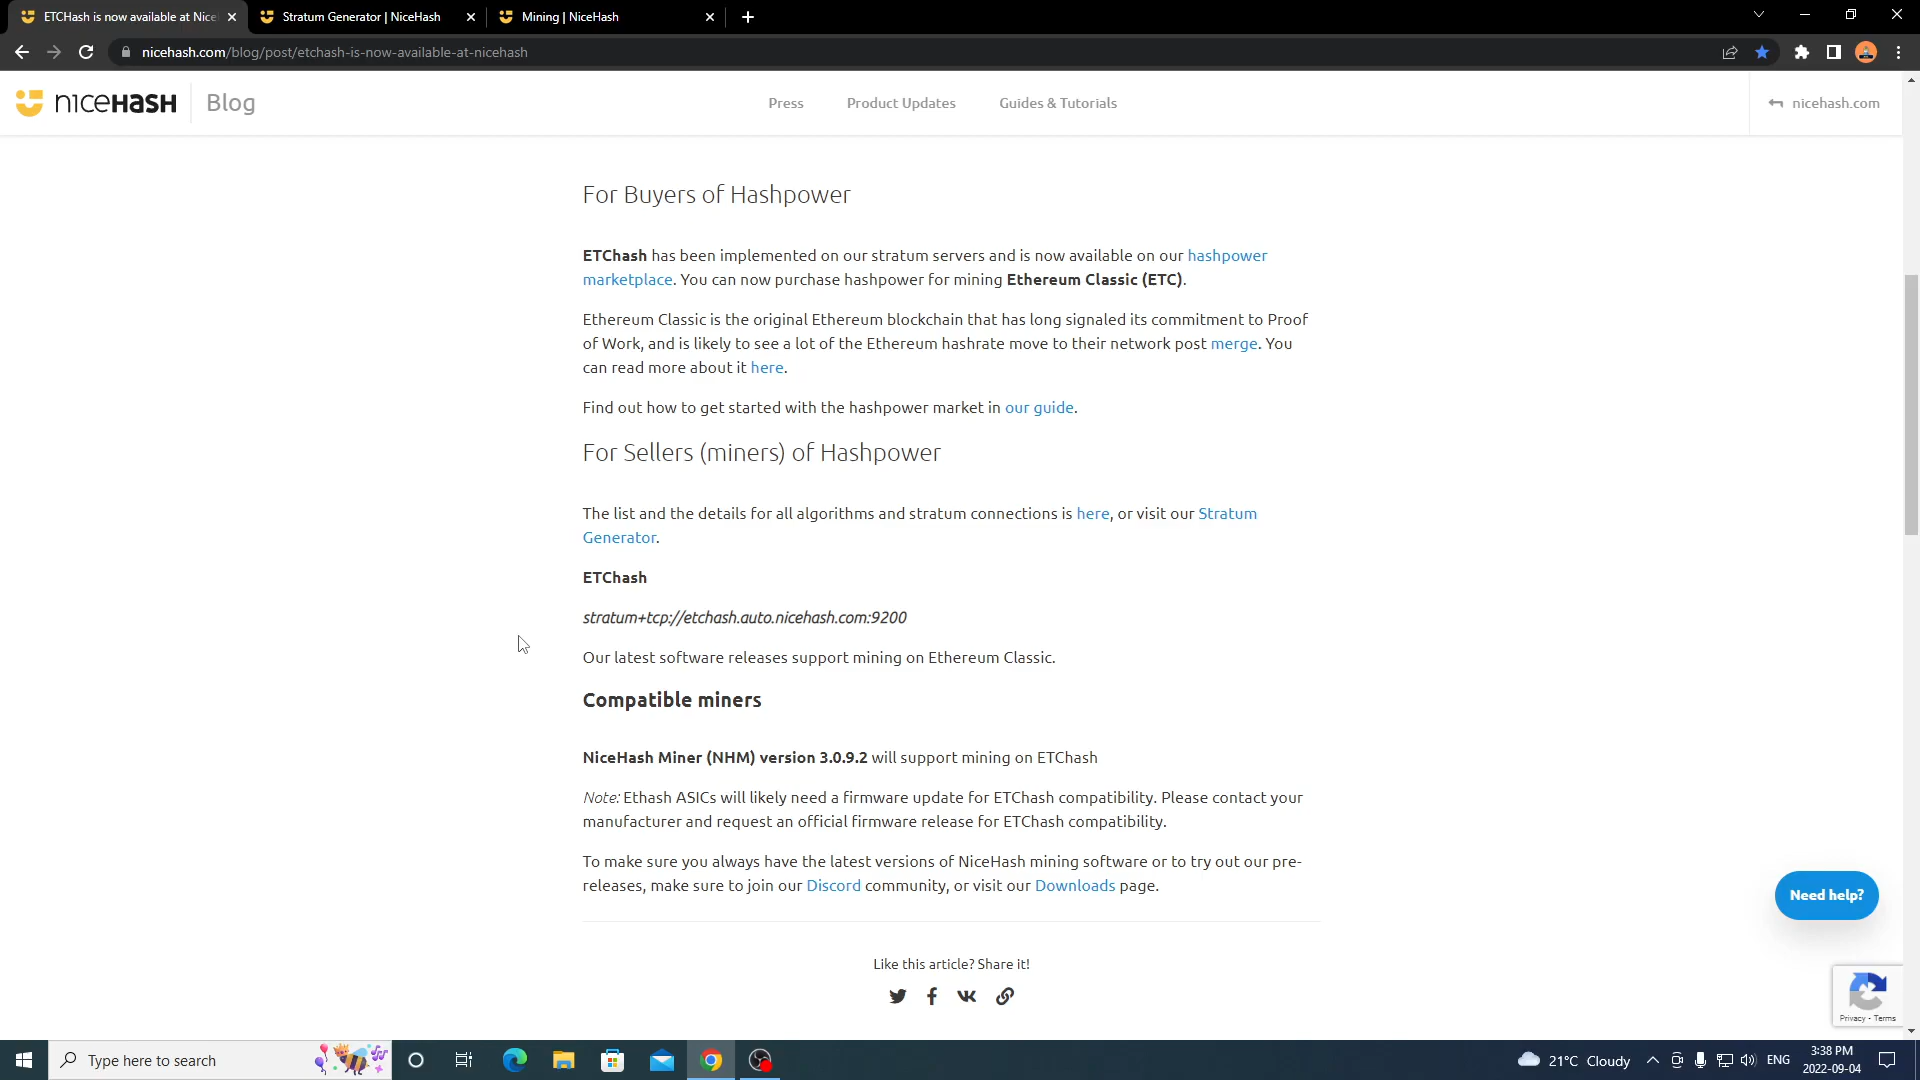 ETCHash is now available at Nice
Stratum Generator | NiceHash
Mining | NiceHash
nicehash.com/blog/post/etchash-is-now-available-at-nicehash
niceHASH
Blog
Press
Product Updates
Guides & Tutorials
nicehash.com
For Buyers of Hashpower
ETChash has been implemented on our stratum servers and is now available on our hashpower
marketplace. You can now purchase hashpower for mining Ethereum Classic (ETC).
Ethereum Classic is the original Ethereum blockchain that has long signaled its commitment to Proof
of Work, and is likely to see a lot of the Ethereum hashrate move to their network post merge. You
can read more about it here.
Find out how to get started with the hashpower market in our guide.
For Sellers (miners) of Hashpower
The list and the details for all algorithms and stratum connections is here, or visit our Stratum
Generator.
ETChash
stratum+tcp://etchash.auto.nicehash.com:9200
Our latest software releases support mining on Ethereum Classic.
Compatible miners
NiceHash Miner (NHM) version 3.0.9.2 will support mining on ETChash
Note: Ethash ASICs will likely need a firmware update for ETChash compatibility. Please contact your
manufacturer and request an official firmware release for ETChash compatibility.
To make sure you always have the latest versions of NiceHash mining software or to try out our pre-
releases, make sure to join our Discord community, or visit our Downloads page.
Need help?
Like this article? Share it!
Privacy - Terms
Type here to search
21°C Cloudy
ENG
3:38 PM
2022-09-04